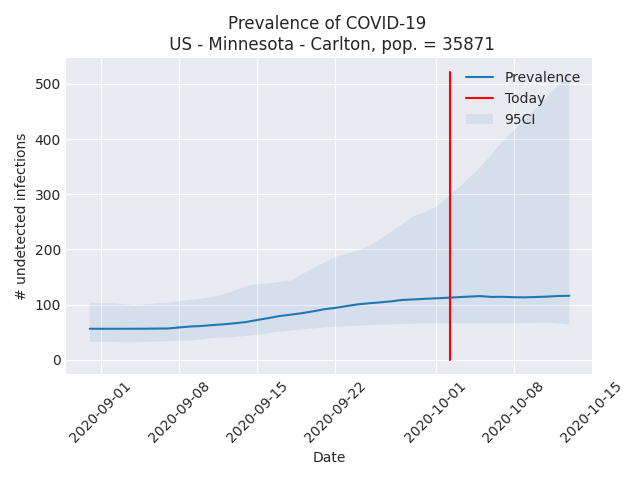 Prevalence of COVID-19
US - Minnesota - Carlton, pop. = 35871
# undetected infections
500
400
300
200
100
0
Prevalence
Today
95CI
2020-09-01
2020-09-08
2020-09-15
2020-09-22
2020-10-01
2020-10-08
2020-10-15
Date